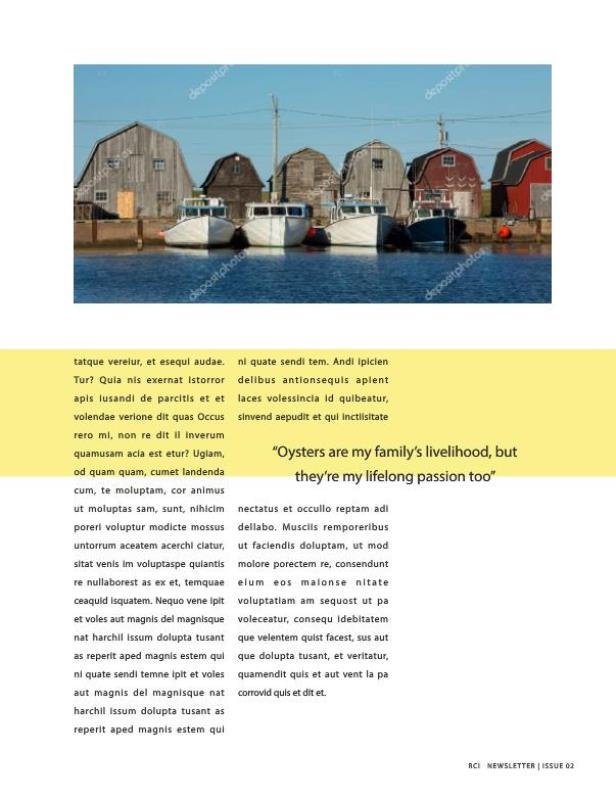 depositphotos
depositphotos
depositphotos
depositphotos
depositphotos
depositphotos
tatque vereiur, et esequi audae.
Tur? Quia nis exernat istorror
apis iusandi de parcitis et et
volendae verione dit quas Occus
rero mi, non re dit il inverum
quamusam acia est etur? Ugiam,
od quam quam, cumet landenda
cum, te moluptam, cor animus
ut moluptas sam, sunt, nihicim
poreri voluptur modicte mossus
untorrum aceatem acerchi ciatur,
sitat venis im voluptaspe quiantis
re nullaborest as ex et, temquae
ceaquid isquatem. Nequo vene ipit
et voles aut magnis del magnisque
nat harchil issum dolupta tusant
as reperit aped magnis estem qui
ni quate sendi temne ipit et voles
aut magnis del magnisque nat
harchil issum dolupta tusant as
reperit aped magnis estem qui
ni quate sendi tem. Andi ipicien
delibus antionsequis apient
laces volessincia id quibeatur,
sinvend aepudit et qui inctiisitate
“Oysters are my family’s livelihood, but
they’re my lifelong passion too”
nectatus et occullo reptam adi
dellabo. Musciis remporeribus
ut faciendis doluptam, ut mod
molore porectem re, consendunt
eium eos maionse nitate
voluptatiam am sequost ut pa
voleceatur, consequ idebitatem
que velentem quist facest, sus aut
que dolupta tusant, et veritatur,
quamendit quis et aut vent la pa
corrovid quis et dit et.
RCI NEWSLETTER | ISSUE 02